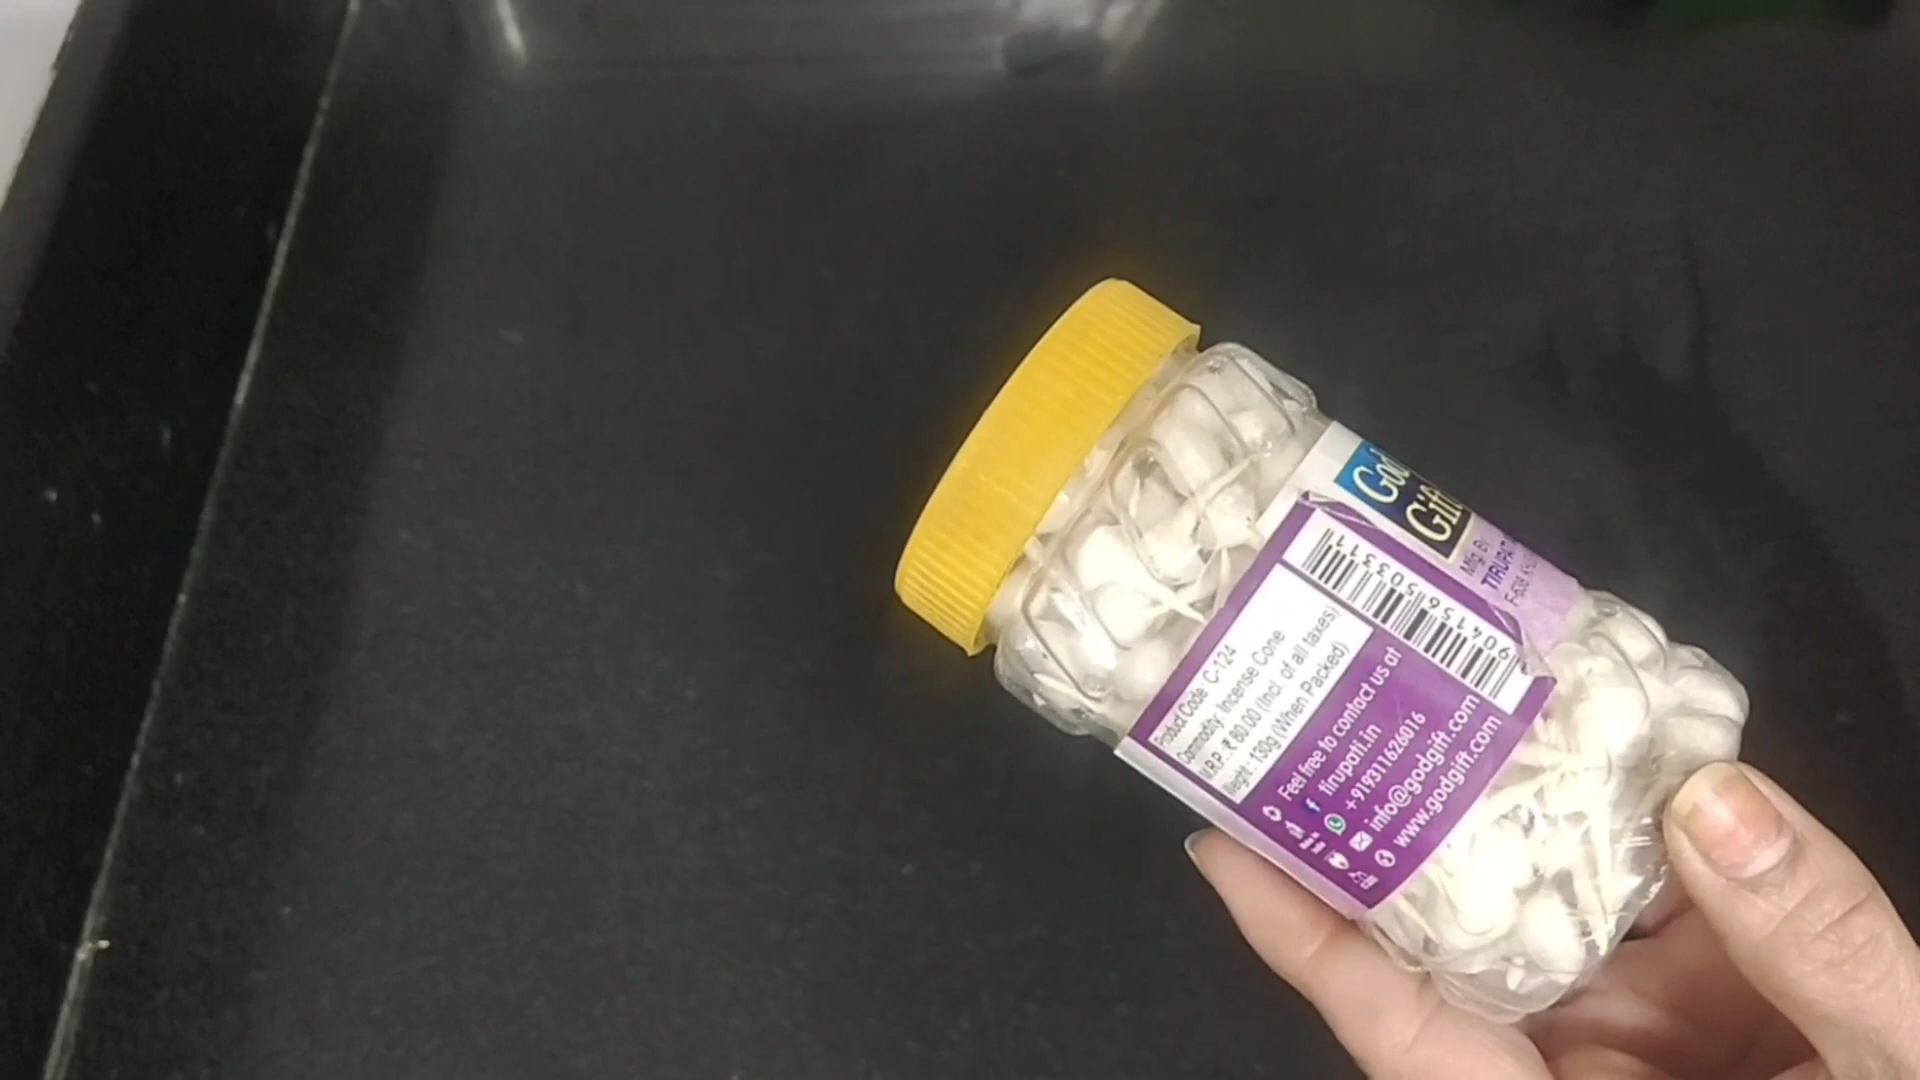 God
Gift
Mfg. By
TIRUPATI
904156503311
Product Code: C-124
Commodity: Incense Cone
M.R.P.: ₹ 80.00 (Incl. of all taxes)
Weight: 130g (When Packed)
Feel free to contact us at
tirupati.in
+919311626016
info@godgift.com
www.godgift.com